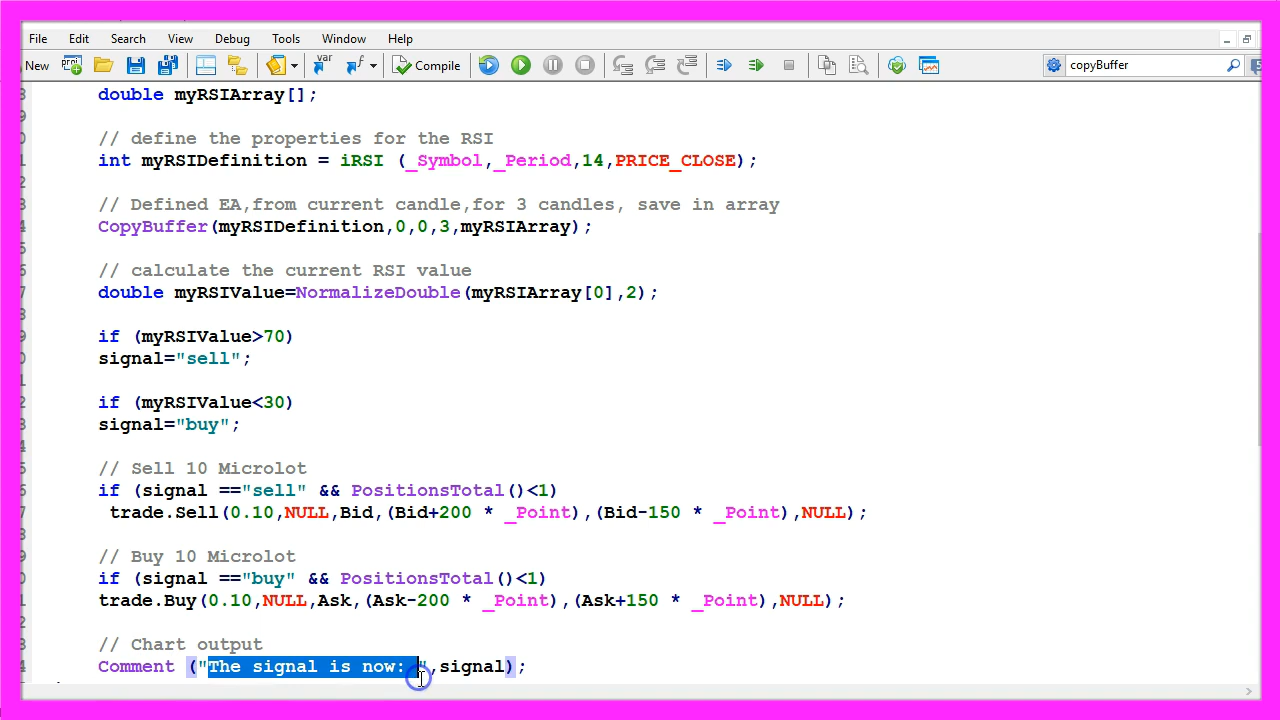 File Edit Search View Debug Tools Window Help
New Compile copyBuffer
double myRSIArray[];
// define the properties for the RSI
int myRSIDefinition = iRSI (_Symbol,_Period,14,PRICE_CLOSE);
// Defined EA,from current candle,for 3 candles, save in array
CopyBuffer(myRSIDefinition,0,0,3,myRSIArray);
// calculate the current RSI value
double myRSIValue=NormalizeDouble(myRSIArray[0],2);
if (myRSIValue>70)
signal="sell";
if (myRSIValue<30)
signal="buy";
// Sell 10 Microlot
if (signal =="sell" && PositionsTotal()<1)
trade.Sell(0.10,NULL,Bid,(Bid+200 * _Point),(Bid-150 * _Point),NULL);
// Buy 10 Microlot
if (signal =="buy" && PositionsTotal()<1)
trade.Buy(0.10,NULL,Ask,(Ask-200 * _Point),(Ask+150 * _Point),NULL);
// Chart output
Comment ("The signal is now: ",signal);